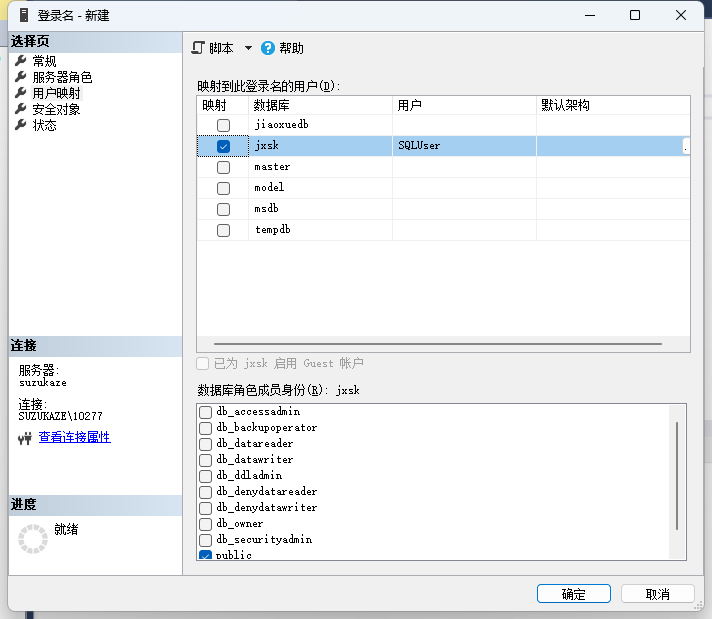 登录名 - 新建
选择页
常规
服务器角色
用户映射
安全对象
状态
脚本 帮助
映射到此登录名的用户(D):
映射 数据库 用户 默认架构
jiaoxuedb
jxsk SQLUser .
master
model
msdb
tempdb
已为 jxsk 启用 Guest 帐户
数据库角色成员身份(R): jxsk
db_accessadmin
db_backupoperator
db_datareader
db_datawriter
db_ddladmin
db_denydatareader
db_denydatawriter
db_owner
db_securityadmin
public
连接
服务器:
suzukaze
连接:
SUZUKAZE\10277
查看连接属性
进度
就绪
确定 取消